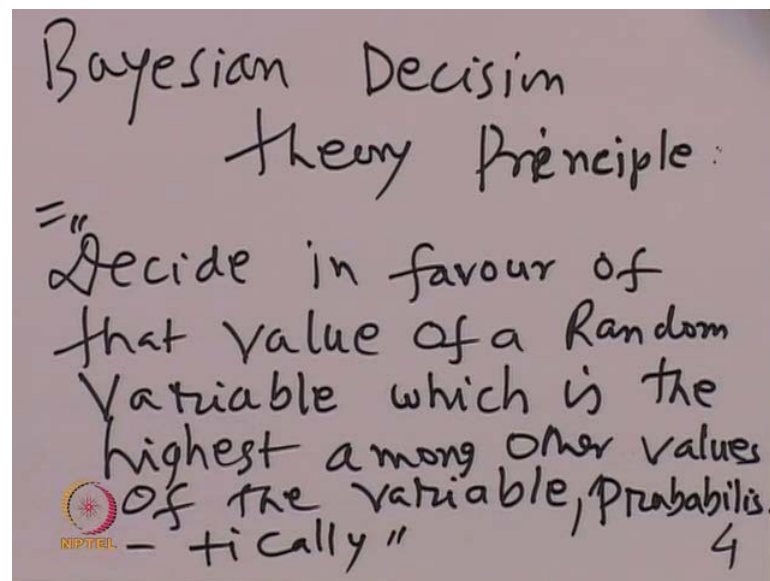 Bayesian Decision
theory Principle:
="Decide in favour of
that value of a Random
Variable which is the
highest among other values
of the variable, Probabilis
- tically"
NPTEL
4